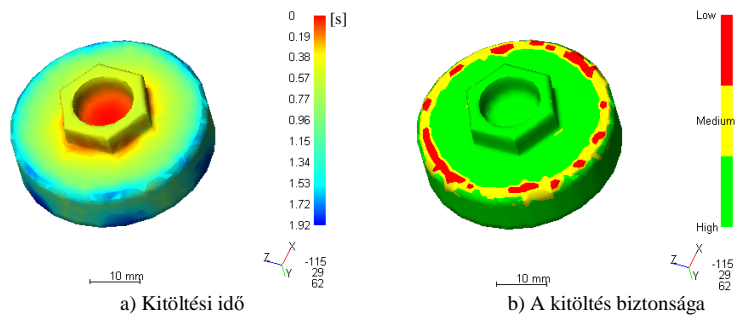 0 [s]
0.19
0.38
0.57
0.77
0.96
1.15
1.34
1.53
1.72
1.92
X
Z
Y
-115
29
62
10 mm
a) Kitöltési idő
Low
Medium
High
X
Z
Y
-115
29
62
10 mm
b) A kitöltés biztonsága